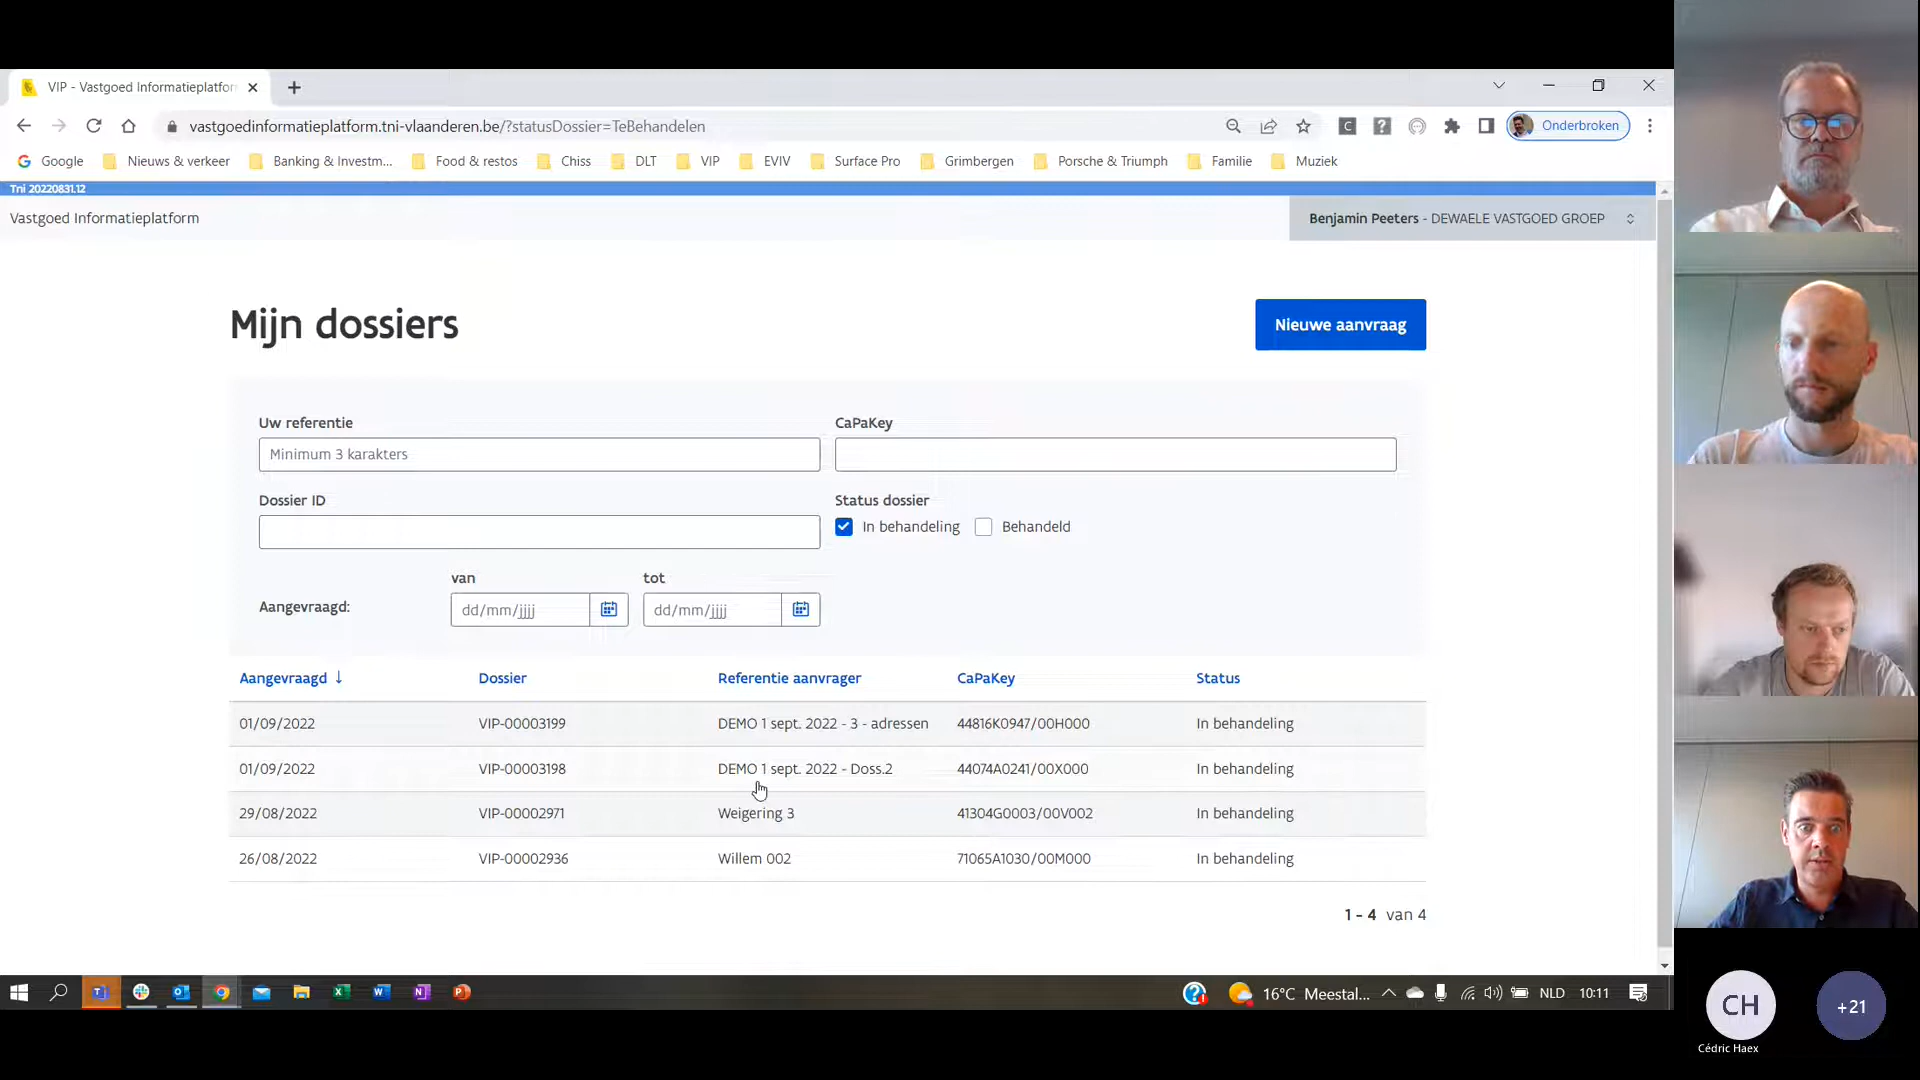 VIP - Vastgoed Informatieplatfor
vastgoedinformatieplatform.tni-vlaanderen.be/?statusDossier=TeBehandelen
Onderbroken
Google Nieuws & verkeer Banking & Investm... Food & restos Chiss DLT VIP EVIV Surface Pro Grimbergen Porsche & Triumph Familie Muziek
Tni 20220831.12
Vastgoed Informatieplatform
Benjamin Peeters - DEWAELE VASTGOED GROEP
Mijn dossiers
Nieuwe aanvraag
Uw referentie
Minimum 3 karakters
CaPaKey
Dossier ID
Status dossier
In behandeling Behandeld
van tot
Aangevraagd:
dd/mm/jjjj dd/mm/jjjj
Aangevraagd ↓ Dossier Referentie aanvrager CaPaKey Status
01/09/2022 VIP-00003199 DEMO 1 sept. 2022 - 3 - adressen 44816K0947/00H000 In behandeling
01/09/2022 VIP-00003198 DEMO 1 sept. 2022 - Doss.2 44074A0241/00X000 In behandeling
29/08/2022 VIP-00002971 Weigering 3 41304G0003/00V002 In behandeling
26/08/2022 VIP-00002936 Willem 002 71065A1030/00M000 In behandeling
1 - 4 van 4
16°C Meestal... NLD 10:11
CH
Cédric Haex
+21